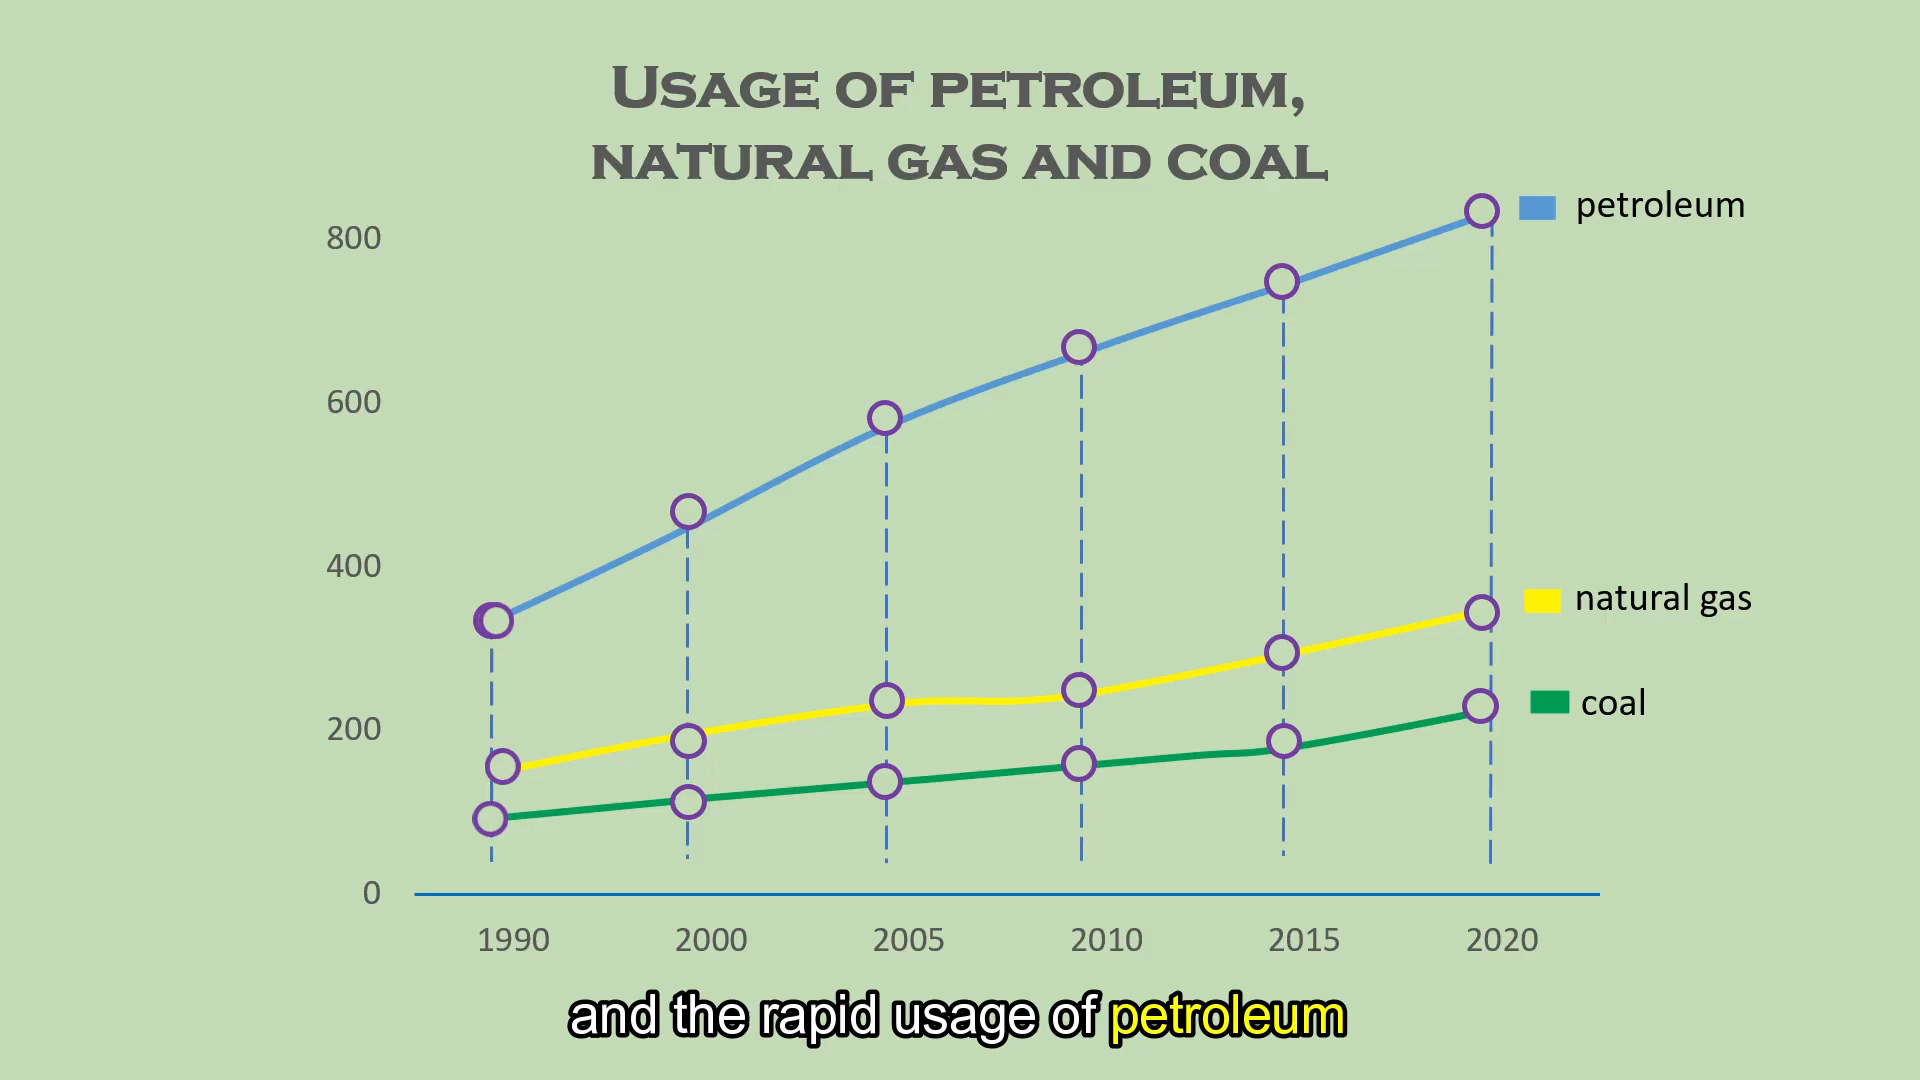 USAGE OF PETROLEUM,
NATURAL GAS AND COAL
petroleum
800
600
400
natural gas
coal
200
0
1990 2000 2005 2010 2015 2020
and the rapid usage of petroleum